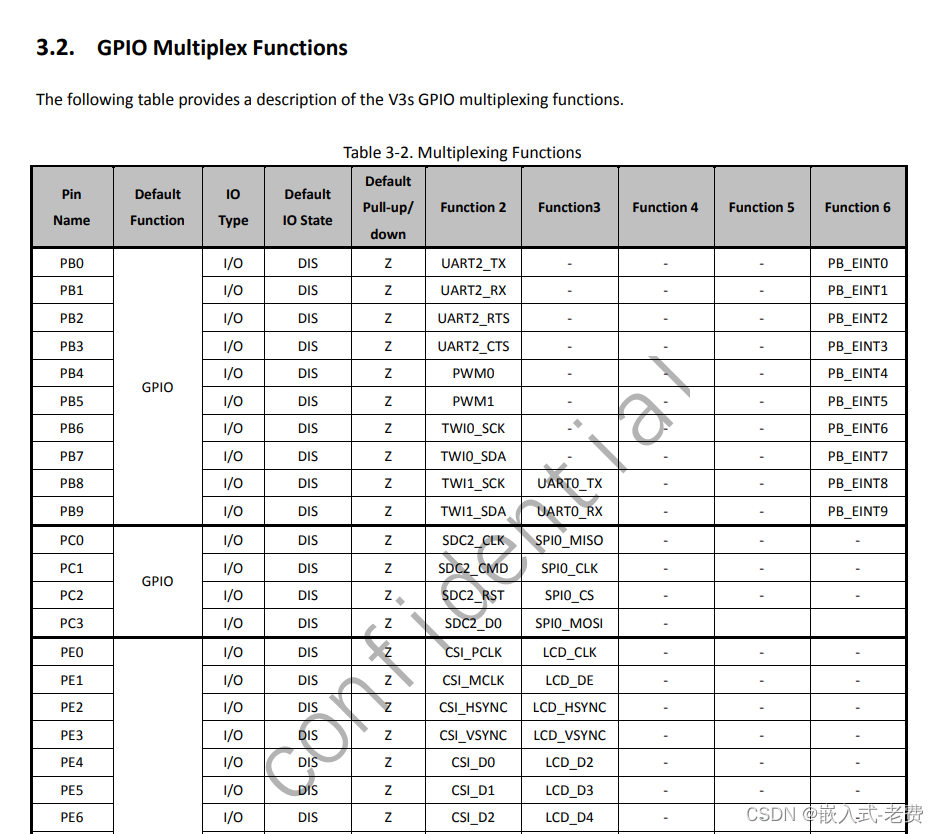 3.2. GPIO Multiplex Functions
The following table provides a description of the V3s GPIO multiplexing functions.
Table 3-2. Multiplexing Functions
Pin Name | Default Function | IO Type | Default IO State | Default Pull-up/ down | Function 2 | Function3 | Function 4 | Function 5 | Function 6
PB0 | GPIO | I/O | DIS | Z | UART2_TX | - | - | - | PB_EINT0
PB1 | I/O | DIS | Z | UART2_RX | - | - | - | PB_EINT1
PB2 | I/O | DIS | Z | UART2_RTS | - | - | - | PB_EINT2
PB3 | I/O | DIS | Z | UART2_CTS | - | - | - | PB_EINT3
PB4 | I/O | DIS | Z | PWM0 | - | - | - | PB_EINT4
PB5 | I/O | DIS | Z | PWM1 | - | - | - | PB_EINT5
PB6 | I/O | DIS | Z | TWI0_SCK | - | - | - | PB_EINT6
PB7 | I/O | DIS | Z | TWI0_SDA | - | - | - | PB_EINT7
PB8 | I/O | DIS | Z | TWI1_SCK | UART0_TX | - | - | PB_EINT8
PB9 | I/O | DIS | Z | TWI1_SDA | UART0_RX | - | - | PB_EINT9
PC0 | GPIO | I/O | DIS | Z | SDC2_CLK | SPI0_MISO | - | - | -
PC1 | I/O | DIS | Z | SDC2_CMD | SPI0_CLK | - | - | -
PC2 | I/O | DIS | Z | SDC2_RST | SPI0_CS | - | - | -
PC3 | I/O | DIS | Z | SDC2_D0 | SPI0_MOSI | - | | 
PE0 | I/O | DIS | Z | CSI_PCLK | LCD_CLK | - | - | -
PE1 | I/O | DIS | Z | CSI_MCLK | LCD_DE | - | - | -
PE2 | I/O | DIS | Z | CSI_HSYNC | LCD_HSYNC | - | - | -
PE3 | I/O | DIS | Z | CSI_VSYNC | LCD_VSYNC | - | - | -
PE4 | I/O | DIS | Z | CSI_D0 | LCD_D2 | - | - | -
PE5 | I/O | DIS | Z | CSI_D1 | LCD_D3 | - | - | -
PE6 | I/O | DIS | Z | CSI_D2 | LCD_D4 | - | - | -
confidential
CSDN @嵌入式-老费